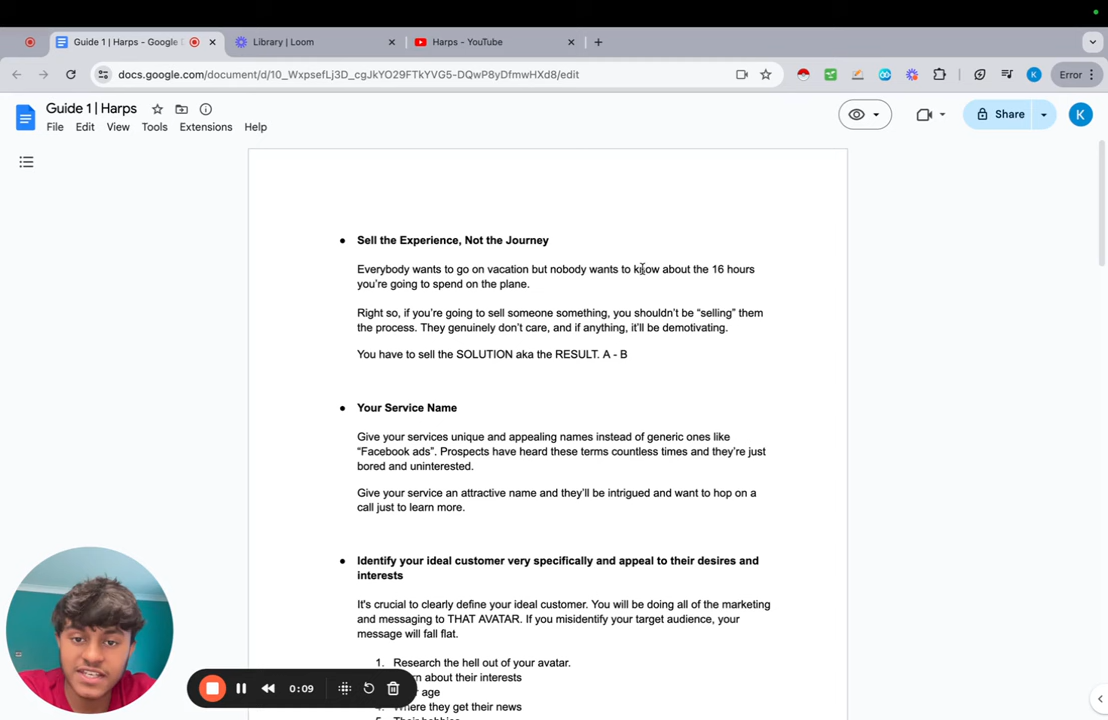 Guide 1 | Harps - Google
Library | Loom
Harps - YouTube
docs.google.com/document/d/10_WxpsefLj3D_cgJkYO29FTkYVG5-DQwP8yDfmwHXd8/edit
K
Error
Guide 1 | Harps
File Edit View Tools Extensions Help
Share
K
• Sell the Experience, Not the Journey
Everybody wants to go on vacation but nobody wants to know about the 16 hours
you're going to spend on the plane.
Right so, if you're going to sell someone something, you shouldn't be “selling” them
the process. They genuinely don't care, and if anything, it'll be demotivating.
You have to sell the SOLUTION aka the RESULT. A - B
• Your Service Name
Give your services unique and appealing names instead of generic ones like
“Facebook ads”. Prospects have heard these terms countless times and they're just
bored and uninterested.
Give your service an attractive name and they'll be intrigued and want to hop on a
call just to learn more.
• Identify your ideal customer very specifically and appeal to their desires and
interests
It's crucial to clearly define your ideal customer. You will be doing all of the marketing
and messaging to THAT AVATAR. If you misidentify your target audience, your
message will fall flat.
1. Research the hell out of your avatar.
about their interests
age
Where they get their news
0:09